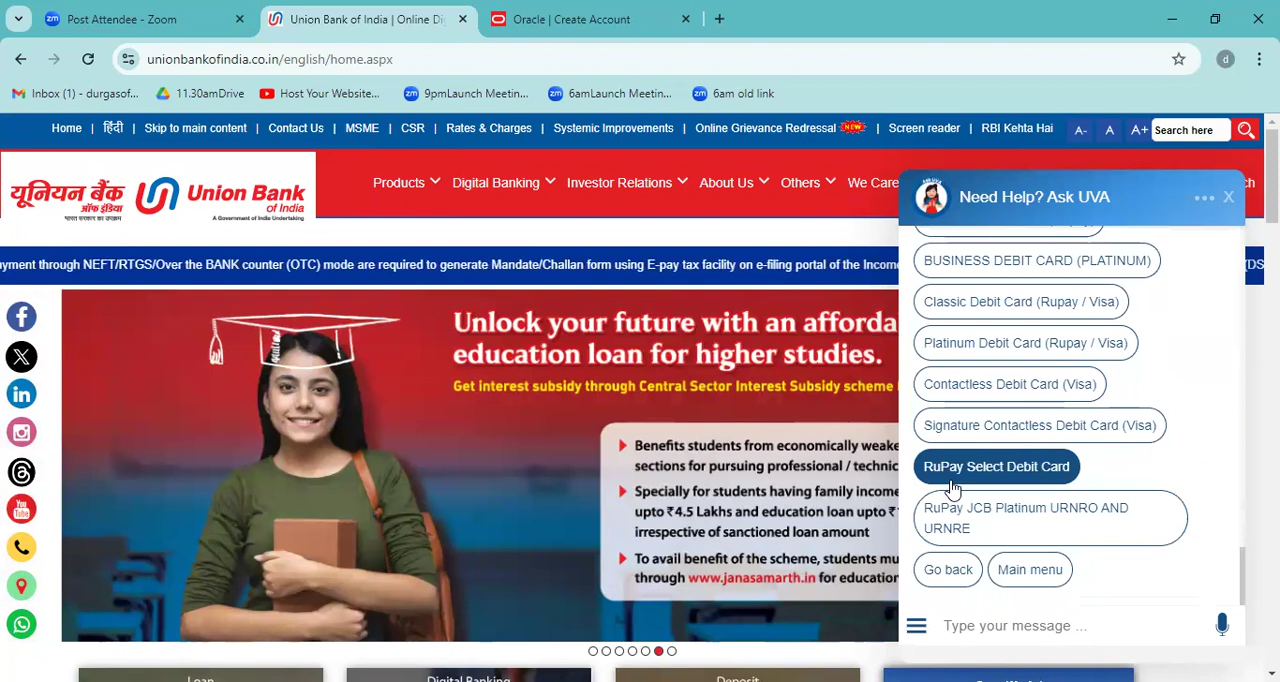 Post Attendee - Zoom
Union Bank of India | Online Di
Oracle | Create Account
unionbankofindia.co.in/english/home.aspx
d
Inbox (1) - durgasof...
11.30amDrive
Host Your Website...
zm 9pmLaunch Meetin...
zm 6amLaunch Meetin...
zm 6am old link
Home | हिंदी | Skip to main content | Contact Us | MSME | CSR | Rates & Charges | Systemic Improvements | Online Grievance Redressal NEW | Screen reader | RBI Kehta Hai
A- A A+ Search here
यूनियन बैंक
ऑफ इंडिया
भारत सरकार का उपक्रम
Union Bank
of India
A Government of India Undertaking
Products Digital Banking Investor Relations About Us Others We Care
ch
yment through NEFT/RTGS/Over the BANK counter (OTC) mode are required to generate Mandate/Challan form using E-pay tax facility on e-filing portal of the Incom
(DS
Unlock your future with an afforda
education loan for higher studies.
Get interest subsidy through Central Sector Interest Subsidy scheme
Benefits students from economically weake
sections for pursuing professional / technic
Specially for students having family income
upto ₹4.5 Lakhs and education loan upto ₹
irrespective of sanctioned loan amount
To avail benefit of the scheme, students mu
through www.janasamarth.in for education
Need Help? Ask UVA
X
BUSINESS DEBIT CARD (PLATINUM)
Classic Debit Card (Rupay / Visa)
Platinum Debit Card (Rupay / Visa)
Contactless Debit Card (Visa)
Signature Contactless Debit Card (Visa)
RuPay Select Debit Card
RuPay JCB Platinum URNRO AND
URNRE
Go back Main menu
Type your message ...
Loan
Digital Banking
Deposit